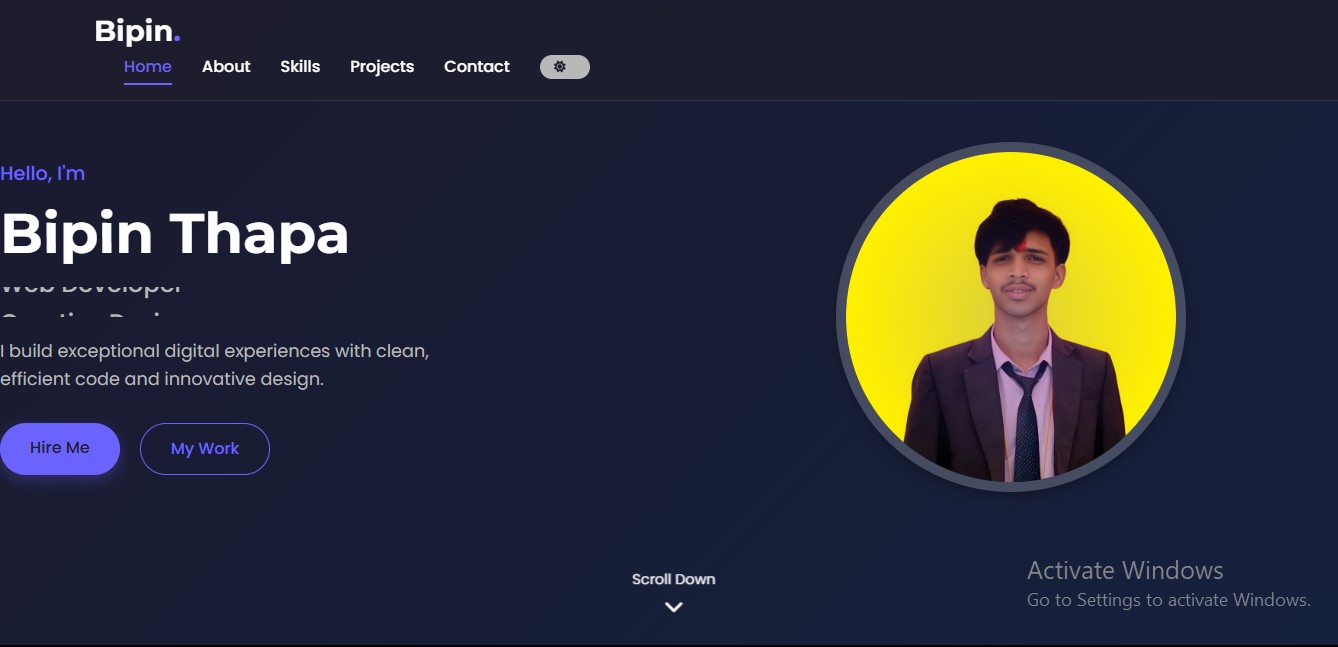 Bipin.
Home About Skills Projects Contact
Hello, I'm
Bipin Thapa
Web Developer
I build exceptional digital experiences with clean,
efficient code and innovative design.
Hire Me My Work
Scroll Down
Activate Windows
Go to Settings to activate Windows.